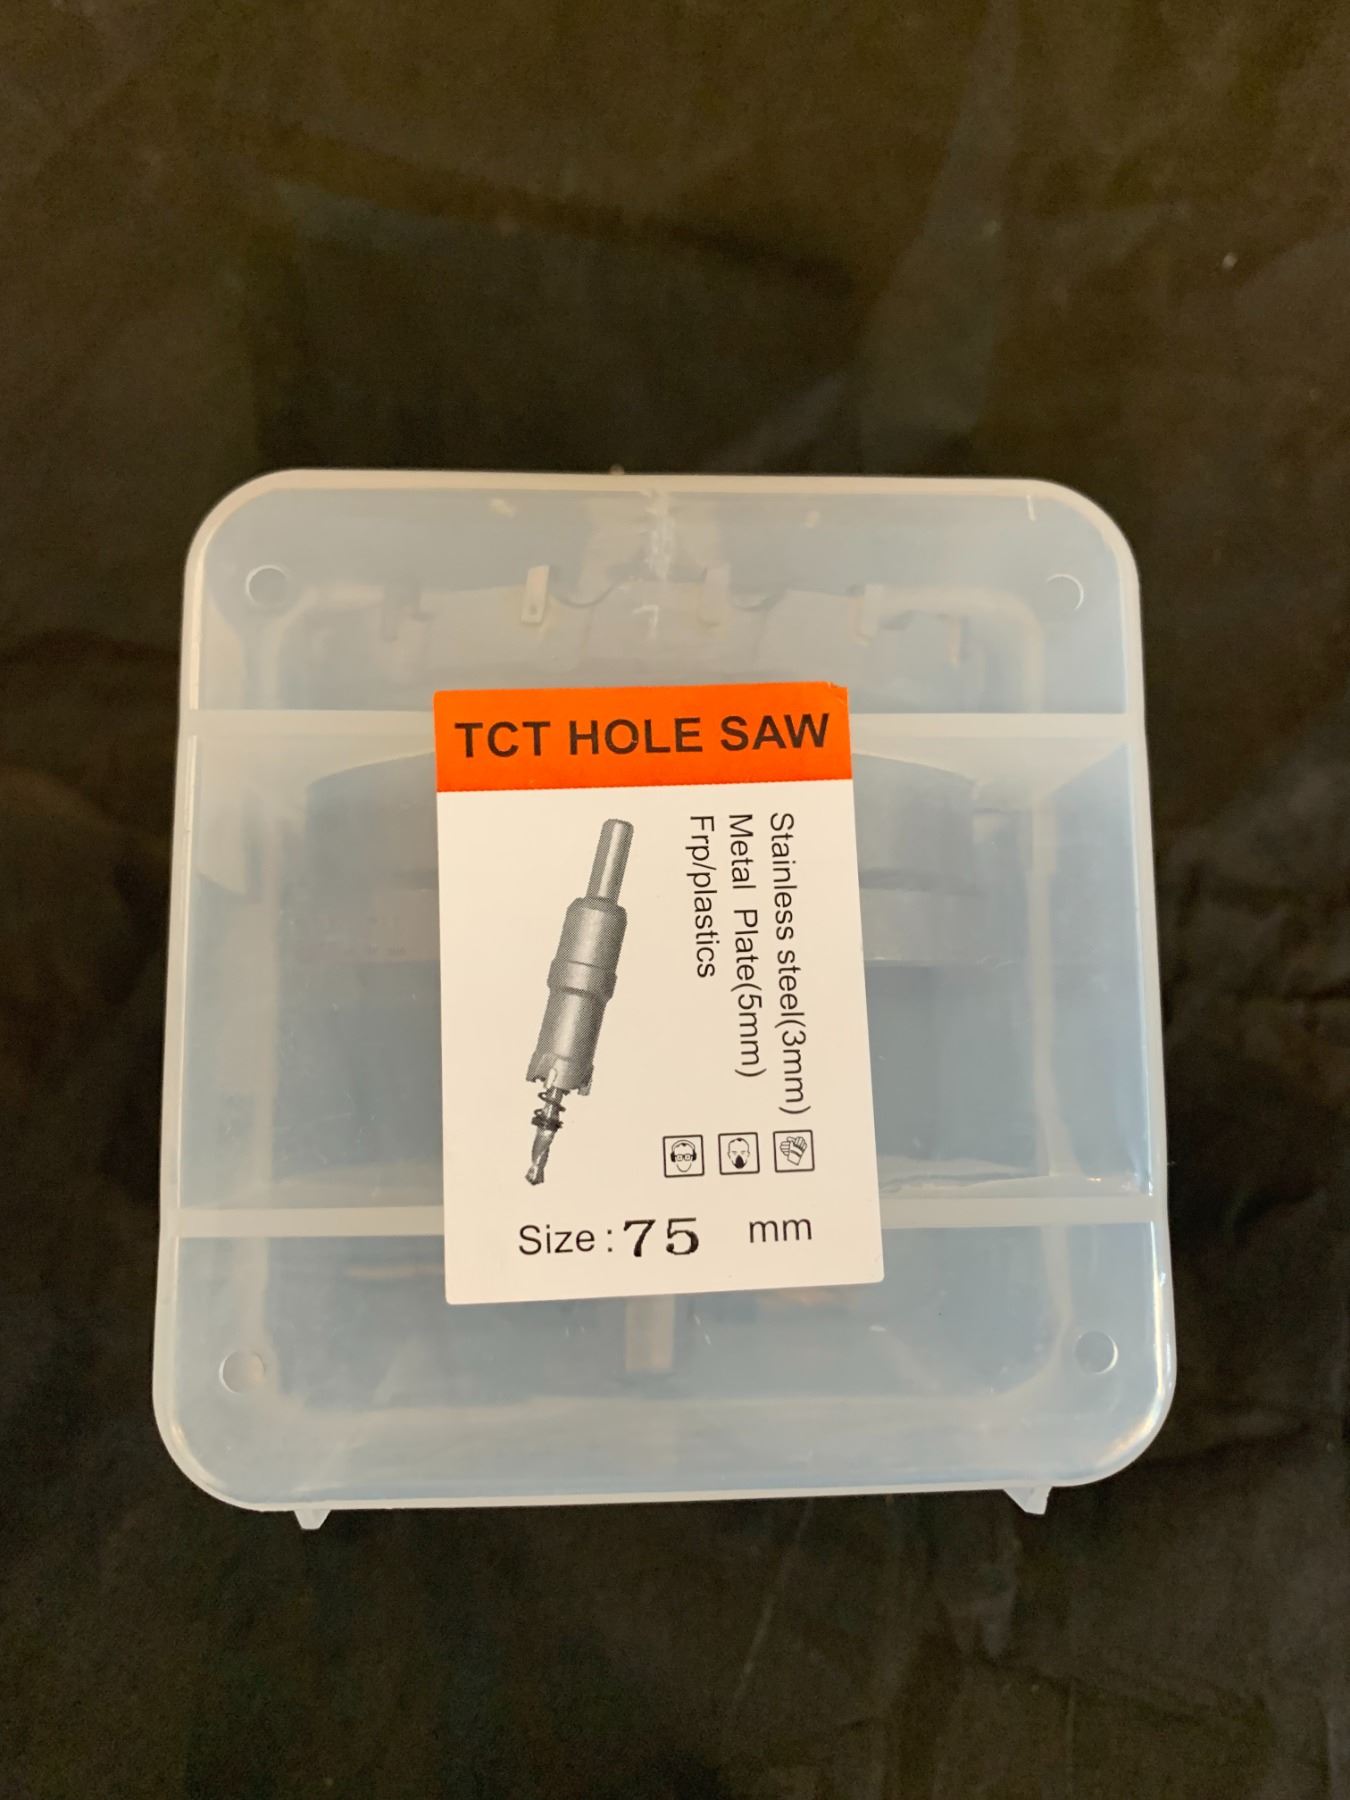 TCT HOLE SAW
Stainless steel(3mm)
Metal Plate(5mm)
Frp/plastics
Size : 75 mm